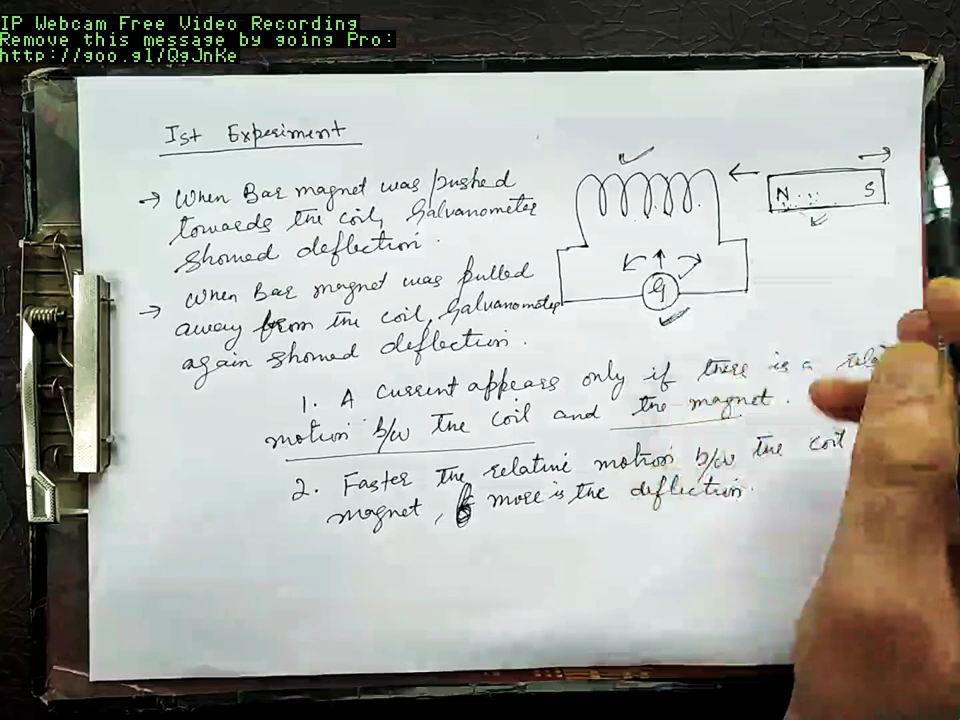 IP Webcam Free Video Recording
Remove this message by going Pro:
http://goo.gl/QgJnKe
Ist Experiment
→ When Bar magnet was pushed
towards the coil, Galvanometer
showed deflection.
→ When Bar magnet was pulled
away from the coil, Galvanometer
again showed deflection.
N S
G
1. A current appears only if there is a
motion b/w the coil and the magnet.
2. Faster the relative motion b/w the coil
magnet, more is the deflection.